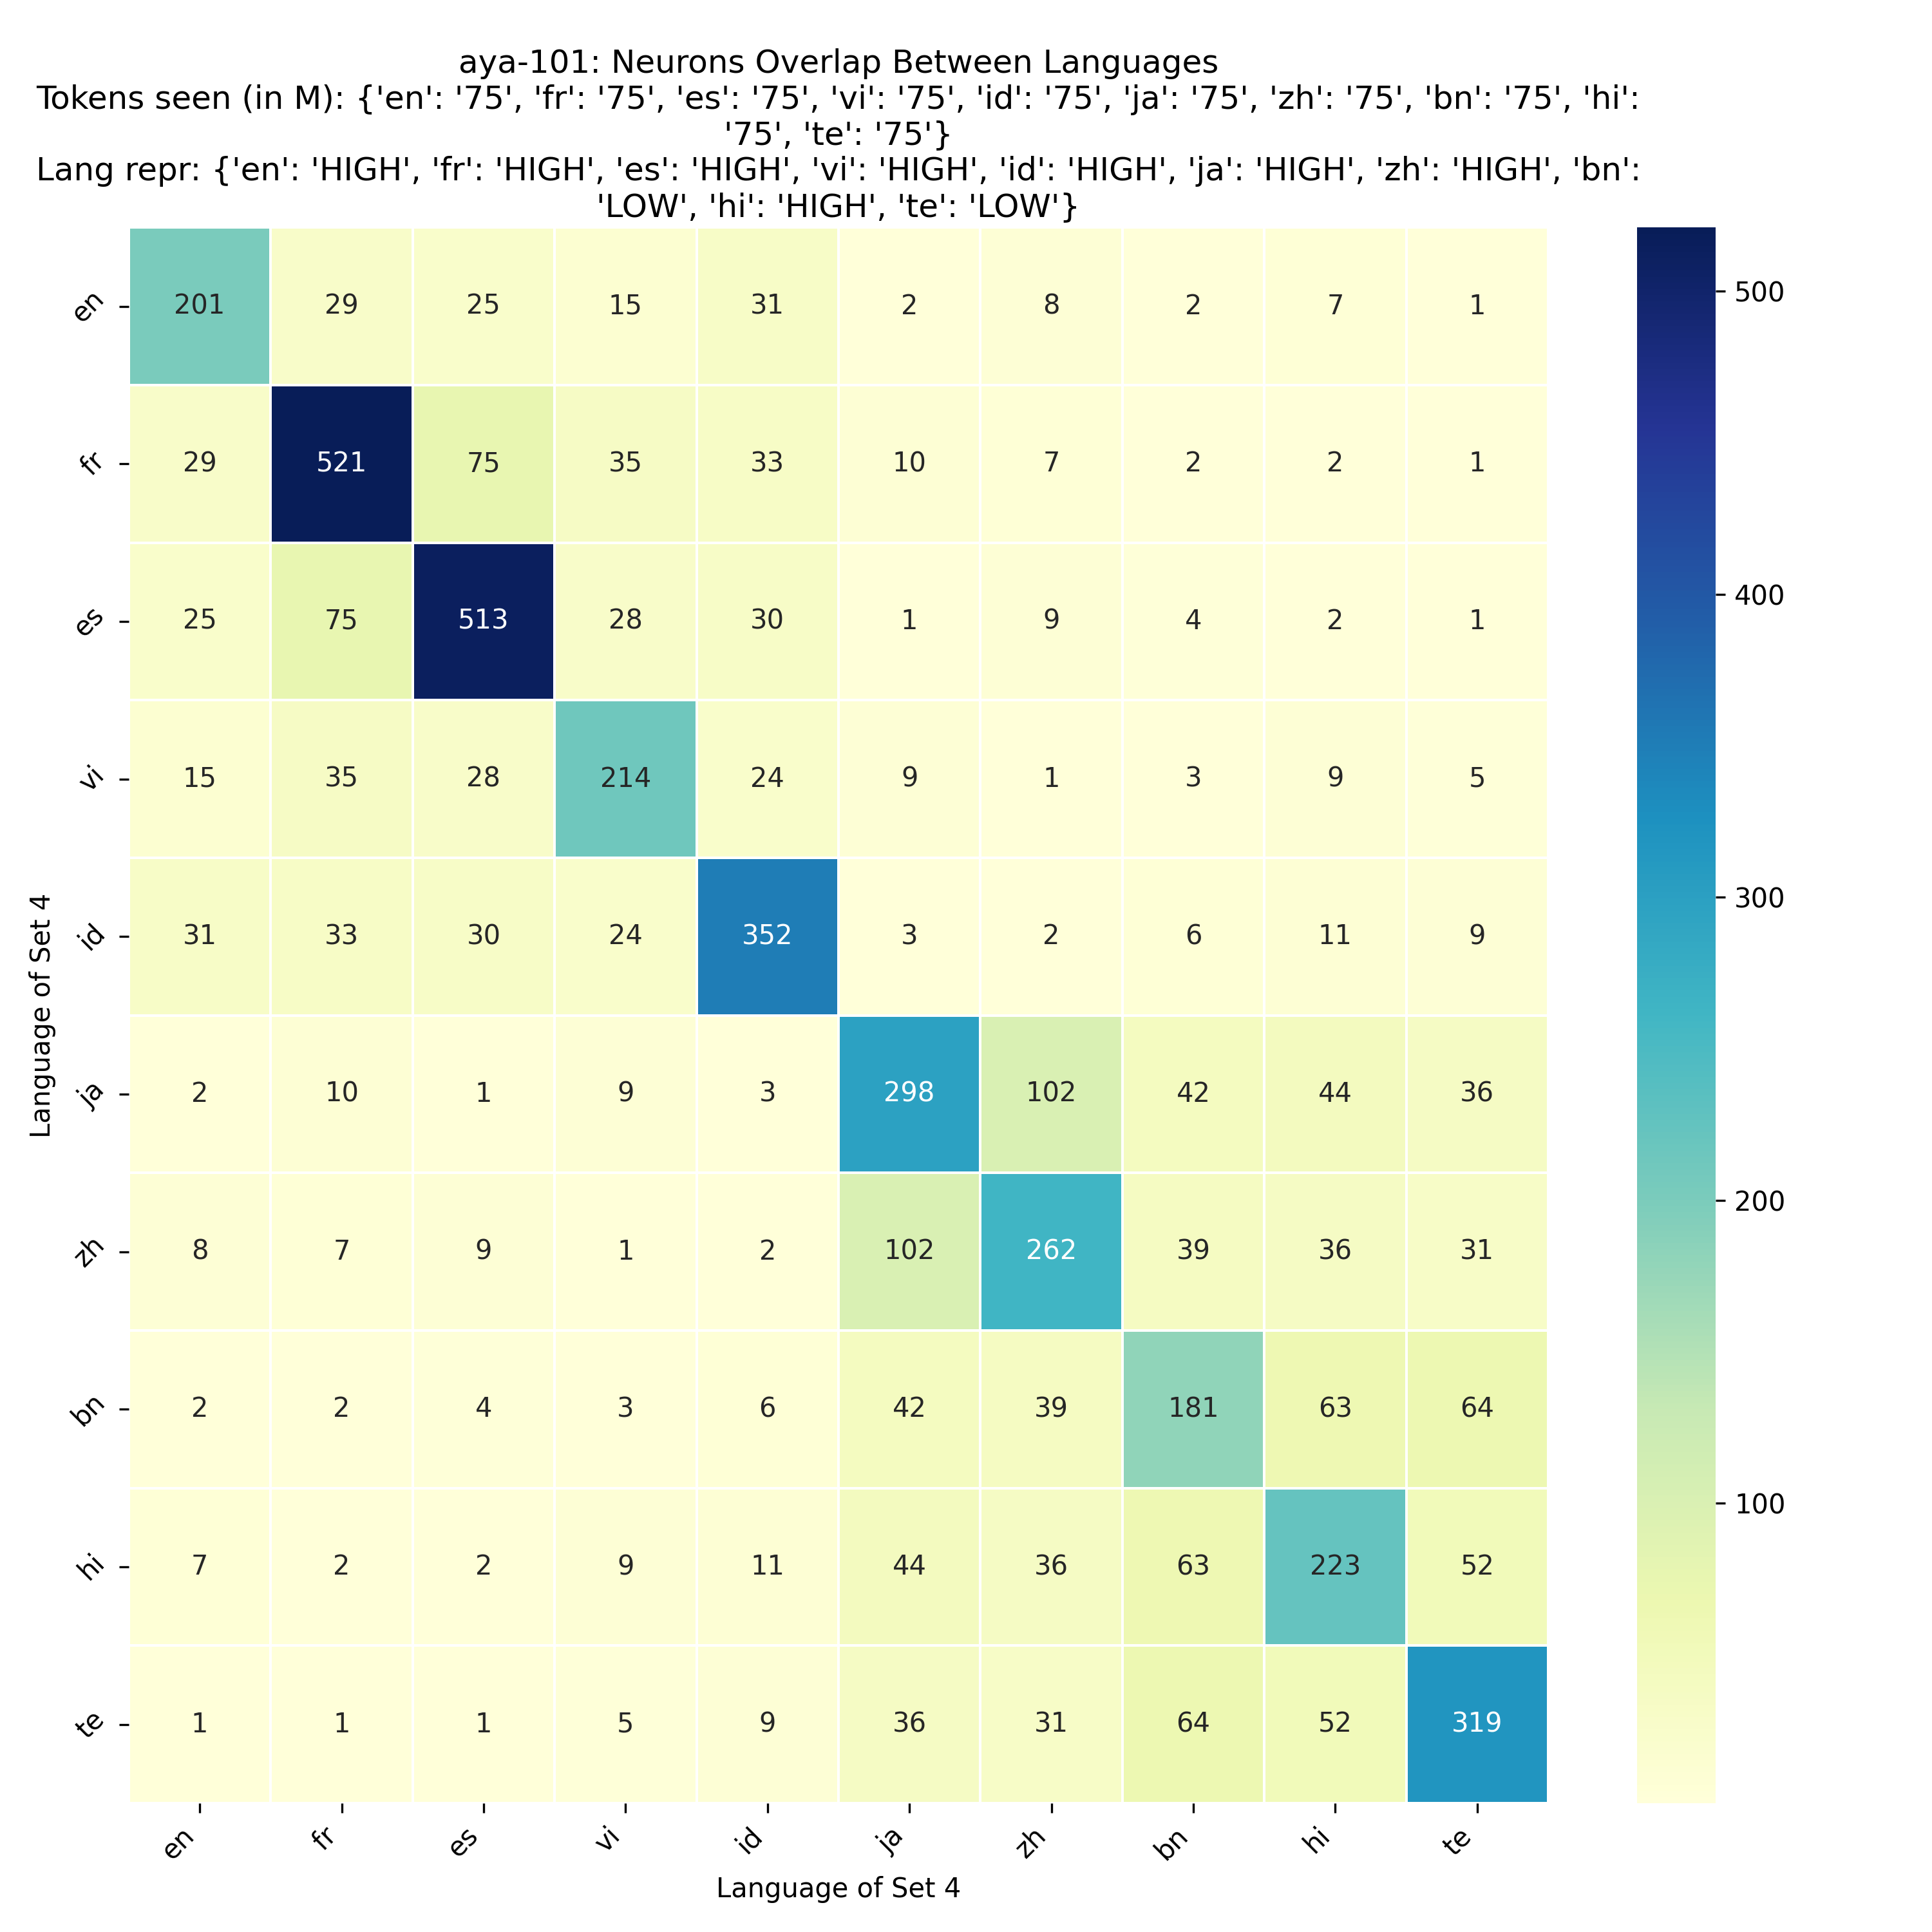 aya-101: Neurons Overlap Between Languages
Tokens seen (in M): {'en': '75', 'fr': '75', 'es': '75', 'vi': '75', 'id': '75', 'ja': '75', 'zh': '75', 'bn': '75', 'hi':
'75', 'te': '75'}
Lang repr: {'en': 'HIGH', 'fr': 'HIGH', 'es': 'HIGH', 'vi': 'HIGH', 'id': 'HIGH', 'ja': 'HIGH', 'zh': 'HIGH', 'bn':
'LOW', 'hi': 'HIGH', 'te': 'LOW'}
en 201 29 25 15 31 2 8 2 7 1
fr 29 521 75 35 33 10 7 2 2 1
es 25 75 513 28 30 1 9 4 2 1
vi 15 35 28 214 24 9 1 3 9 5
id 31 33 30 24 352 3 2 6 11 9
ja 2 10 1 9 3 298 102 42 44 36
zh 8 7 9 1 2 102 262 39 36 31
bn 2 2 4 3 6 42 39 181 63 64
hi 7 2 2 9 11 44 36 63 223 52
te 1 1 1 5 9 36 31 64 52 319
en fr es vi id ja zh bn hi te
Language of Set 4
Language of Set 4
500
400
300
200
100